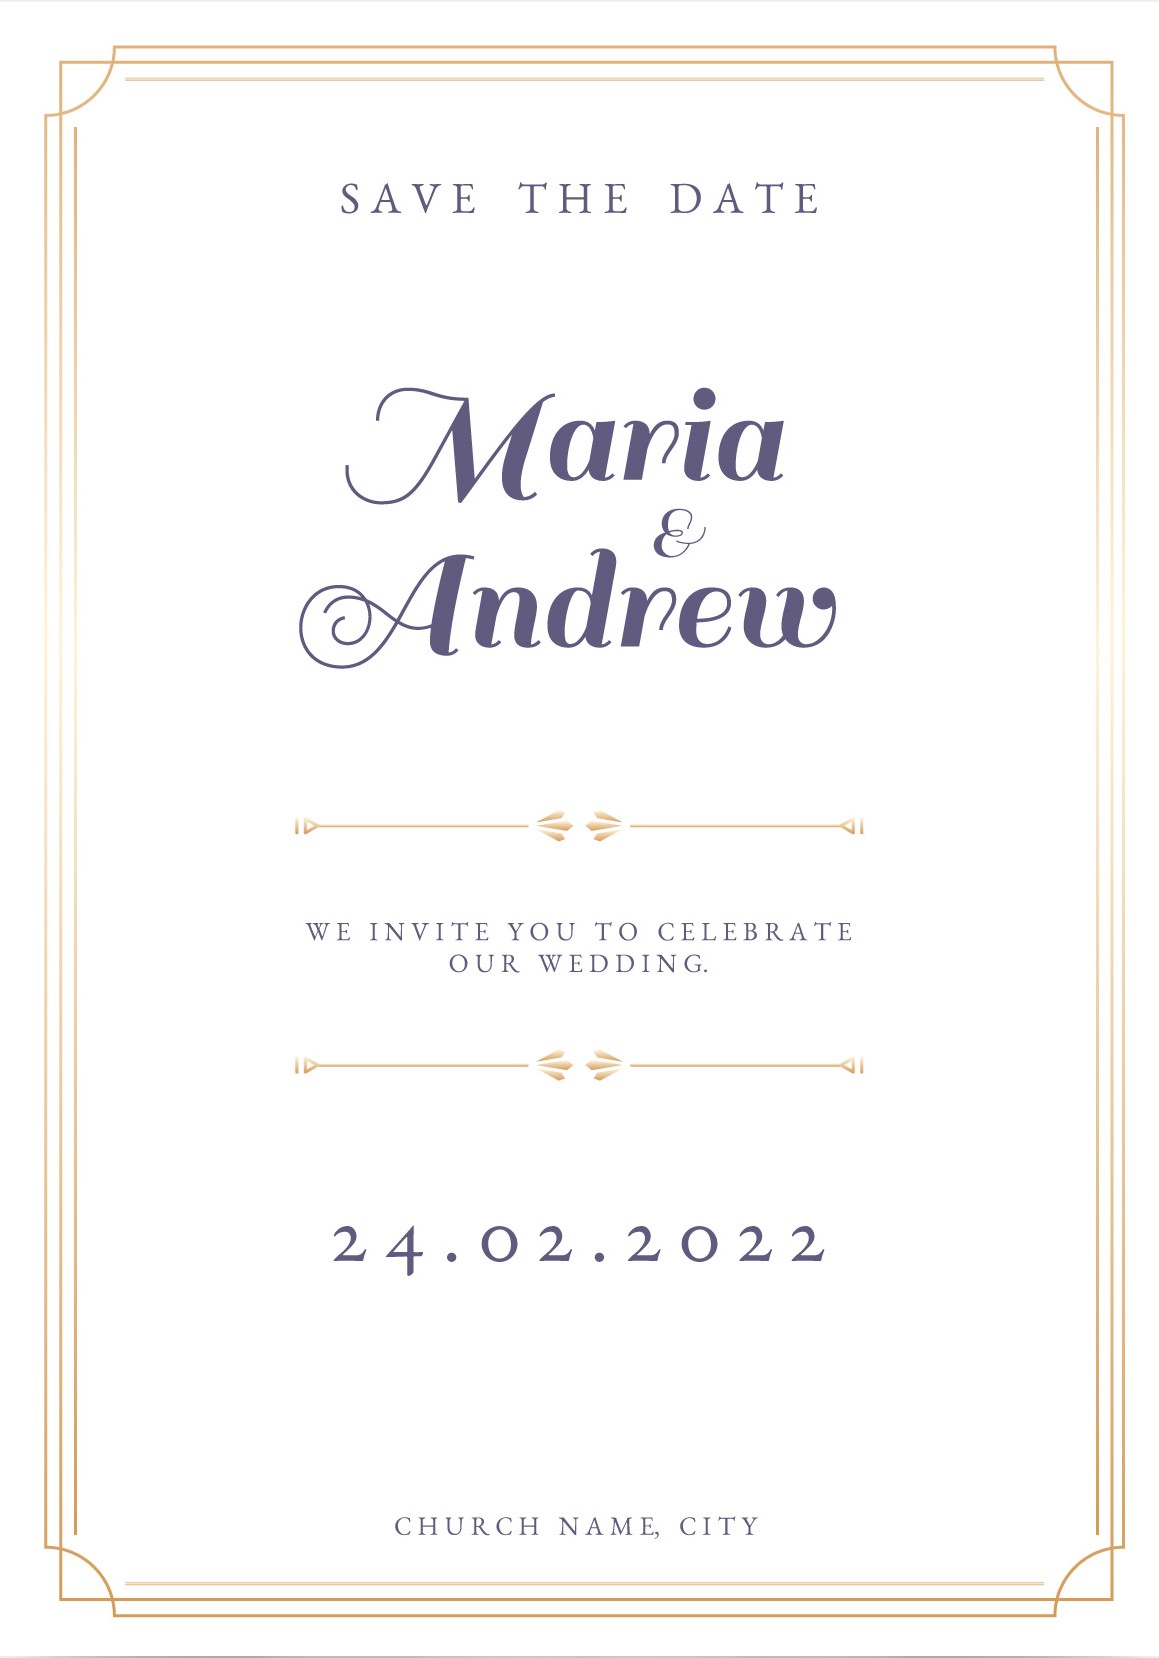 SAVE THE DATE
Maria
&
Andrew
WE INVITE YOU TO CELEBRATE
OUR WEDDING.
24.02.2022
CHURCH NAME, CITY